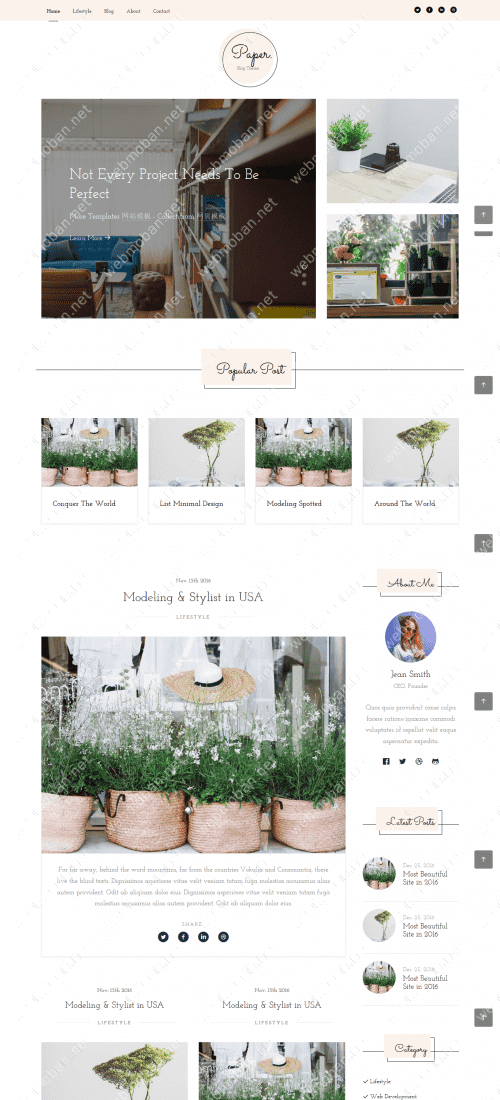 Home Lifestyle Blog About Contact
Paper.
Blog Theme
Not Every Project Needs To Be
Perfect
More Templates 网站模板 - Collect from 网页模板
Learn More →
webmoban.net
Popular Post
Conquer The World
List Minimal Design
Modeling Spotted
Around The World
Nov. 15th 2016
Modeling & Stylist in USA
LIFESTYLE
For far away, behind the word mountains, far from the countries Vokalia and Consonantia, there
live the blind texts. Dignissimos asperiores vitae velit veniam totam fuga molestias accusamus alias
autem provident. Odit ab aliquam dolor eius. Dignissimos asperiores vitae velit veniam totam fuga
molestias accusamus alias autem provident. Odit ab aliquam dolor eius.
SHARE
About Me
Jean Smith
CEO, Founder
Quos quia provident conse culpa
facere ratione maxime commodi
voluptates id repellat velit eaque
aspernatur expedita.
Latest Posts
Dec. 25, 2016
Most Beautiful
Site in 2016
Dec. 25, 2016
Most Beautiful
Site in 2016
Dec. 25, 2016
Most Beautiful
Site in 2016
Nov. 15th 2016
Modeling & Stylist in USA
LIFESTYLE
Nov. 15th 2016
Modeling & Stylist in USA
LIFESTYLE
Category
Lifestyle
Web Development